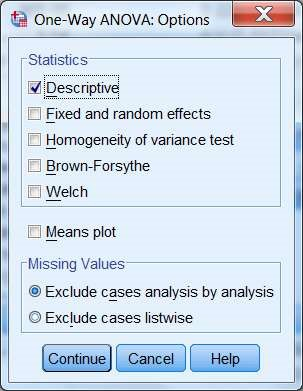 One-Way ANOVA: Options
Statistics
Descriptive
Fixed and random effects
Homogeneity of variance test
Brown-Forsythe
Welch
Means plot
Missing Values
Exclude cases analysis by analysis
Exclude cases listwise
Continue Cancel Help